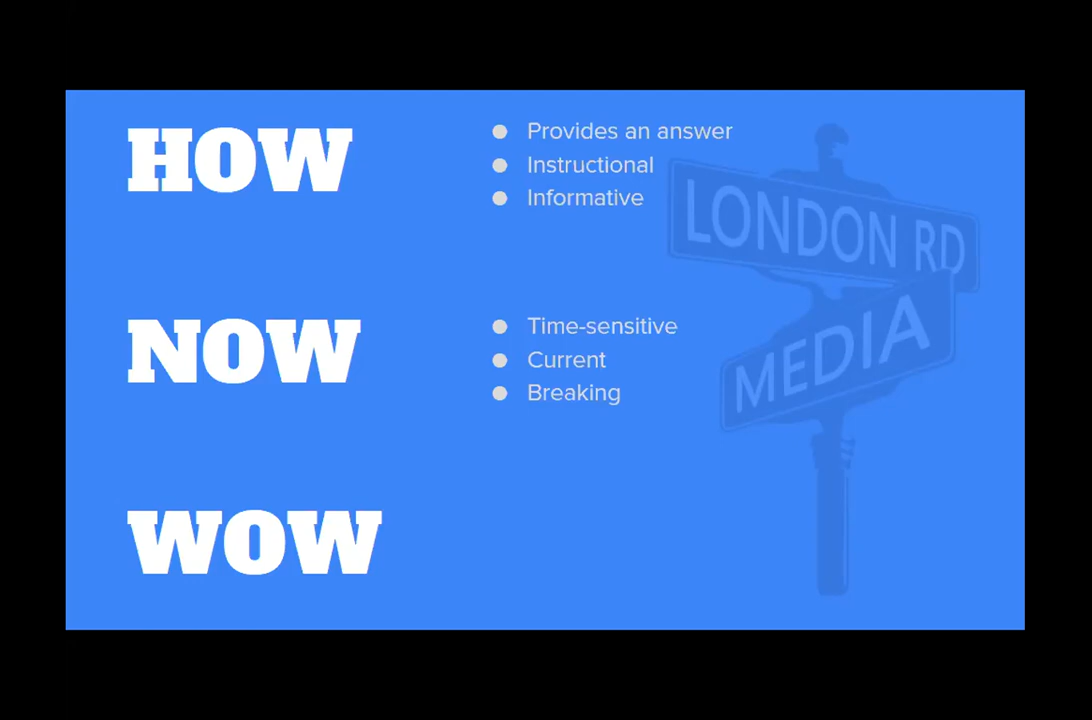 HOW
Provides an answer
Instructional
Informative
LONDON RD
MEDIA
NOW
Time-sensitive
Current
Breaking
WOW